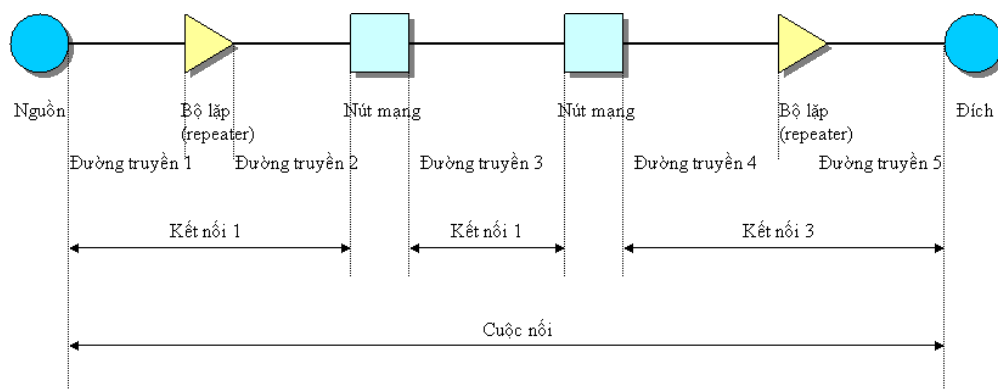 Nguồn
Bộ lặp
(repeater)
Nút mạng
Nút mạng
Bộ lặp
(repeater)
Đích
Đường truyền 1
Đường truyền 2
Đường truyền 3
Đường truyền 4
Đường truyền 5
Kết nối 1
Kết nối 1
Kết nối 3
Cuộc nối